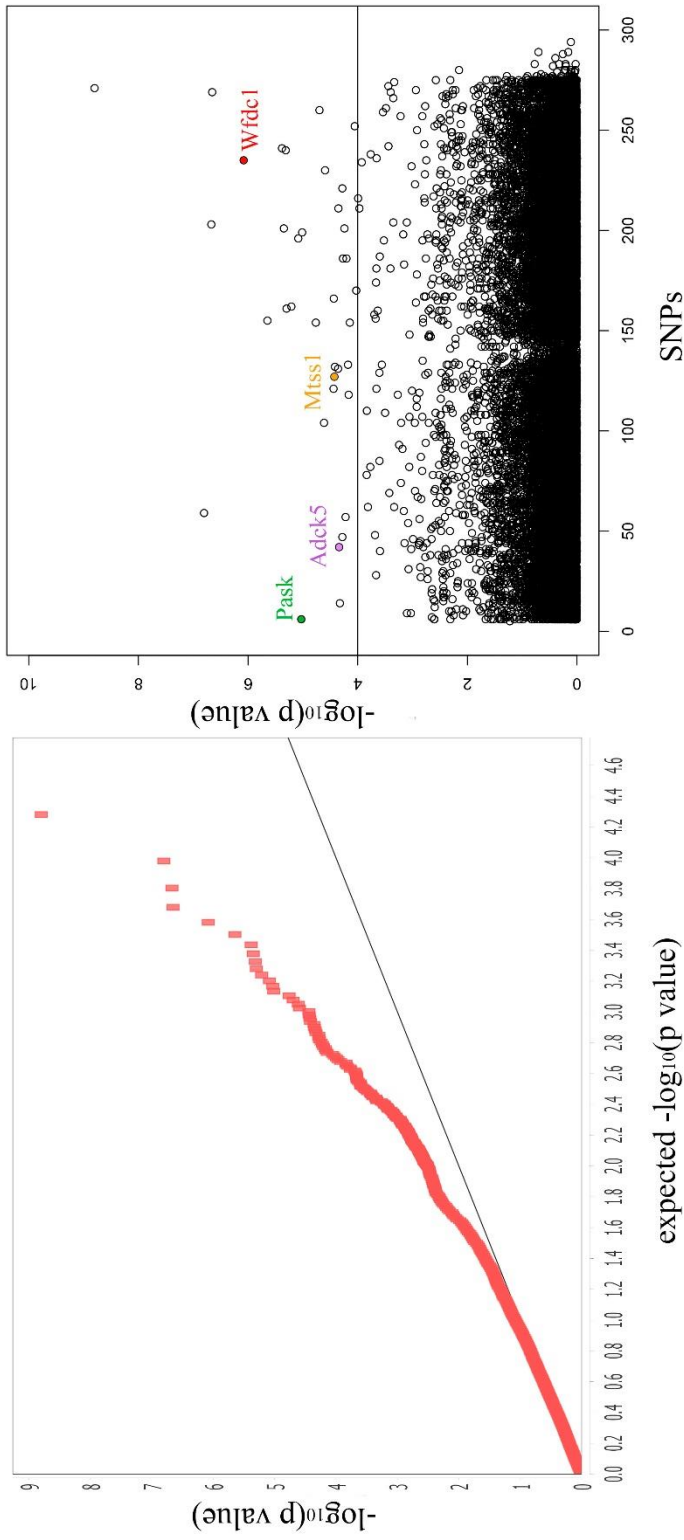 -log10(p value)
9
8
7
6
5
4
3
2
1
0.0 0.2 0.4 0.6 0.8 1.0 1.2 1.4 1.6 1.8 2.0 2.2 2.4 2.6 2.8 3.0 3.2 3.4 3.6 3.8 4.0 4.2 4.4 4.6
expected -log10(p value)
-log10(p value)
10
8
6
4
2
0
Pask
Adck5
Mtss1
Wfdc1
0 50 100 150 200 250 300
SNPs